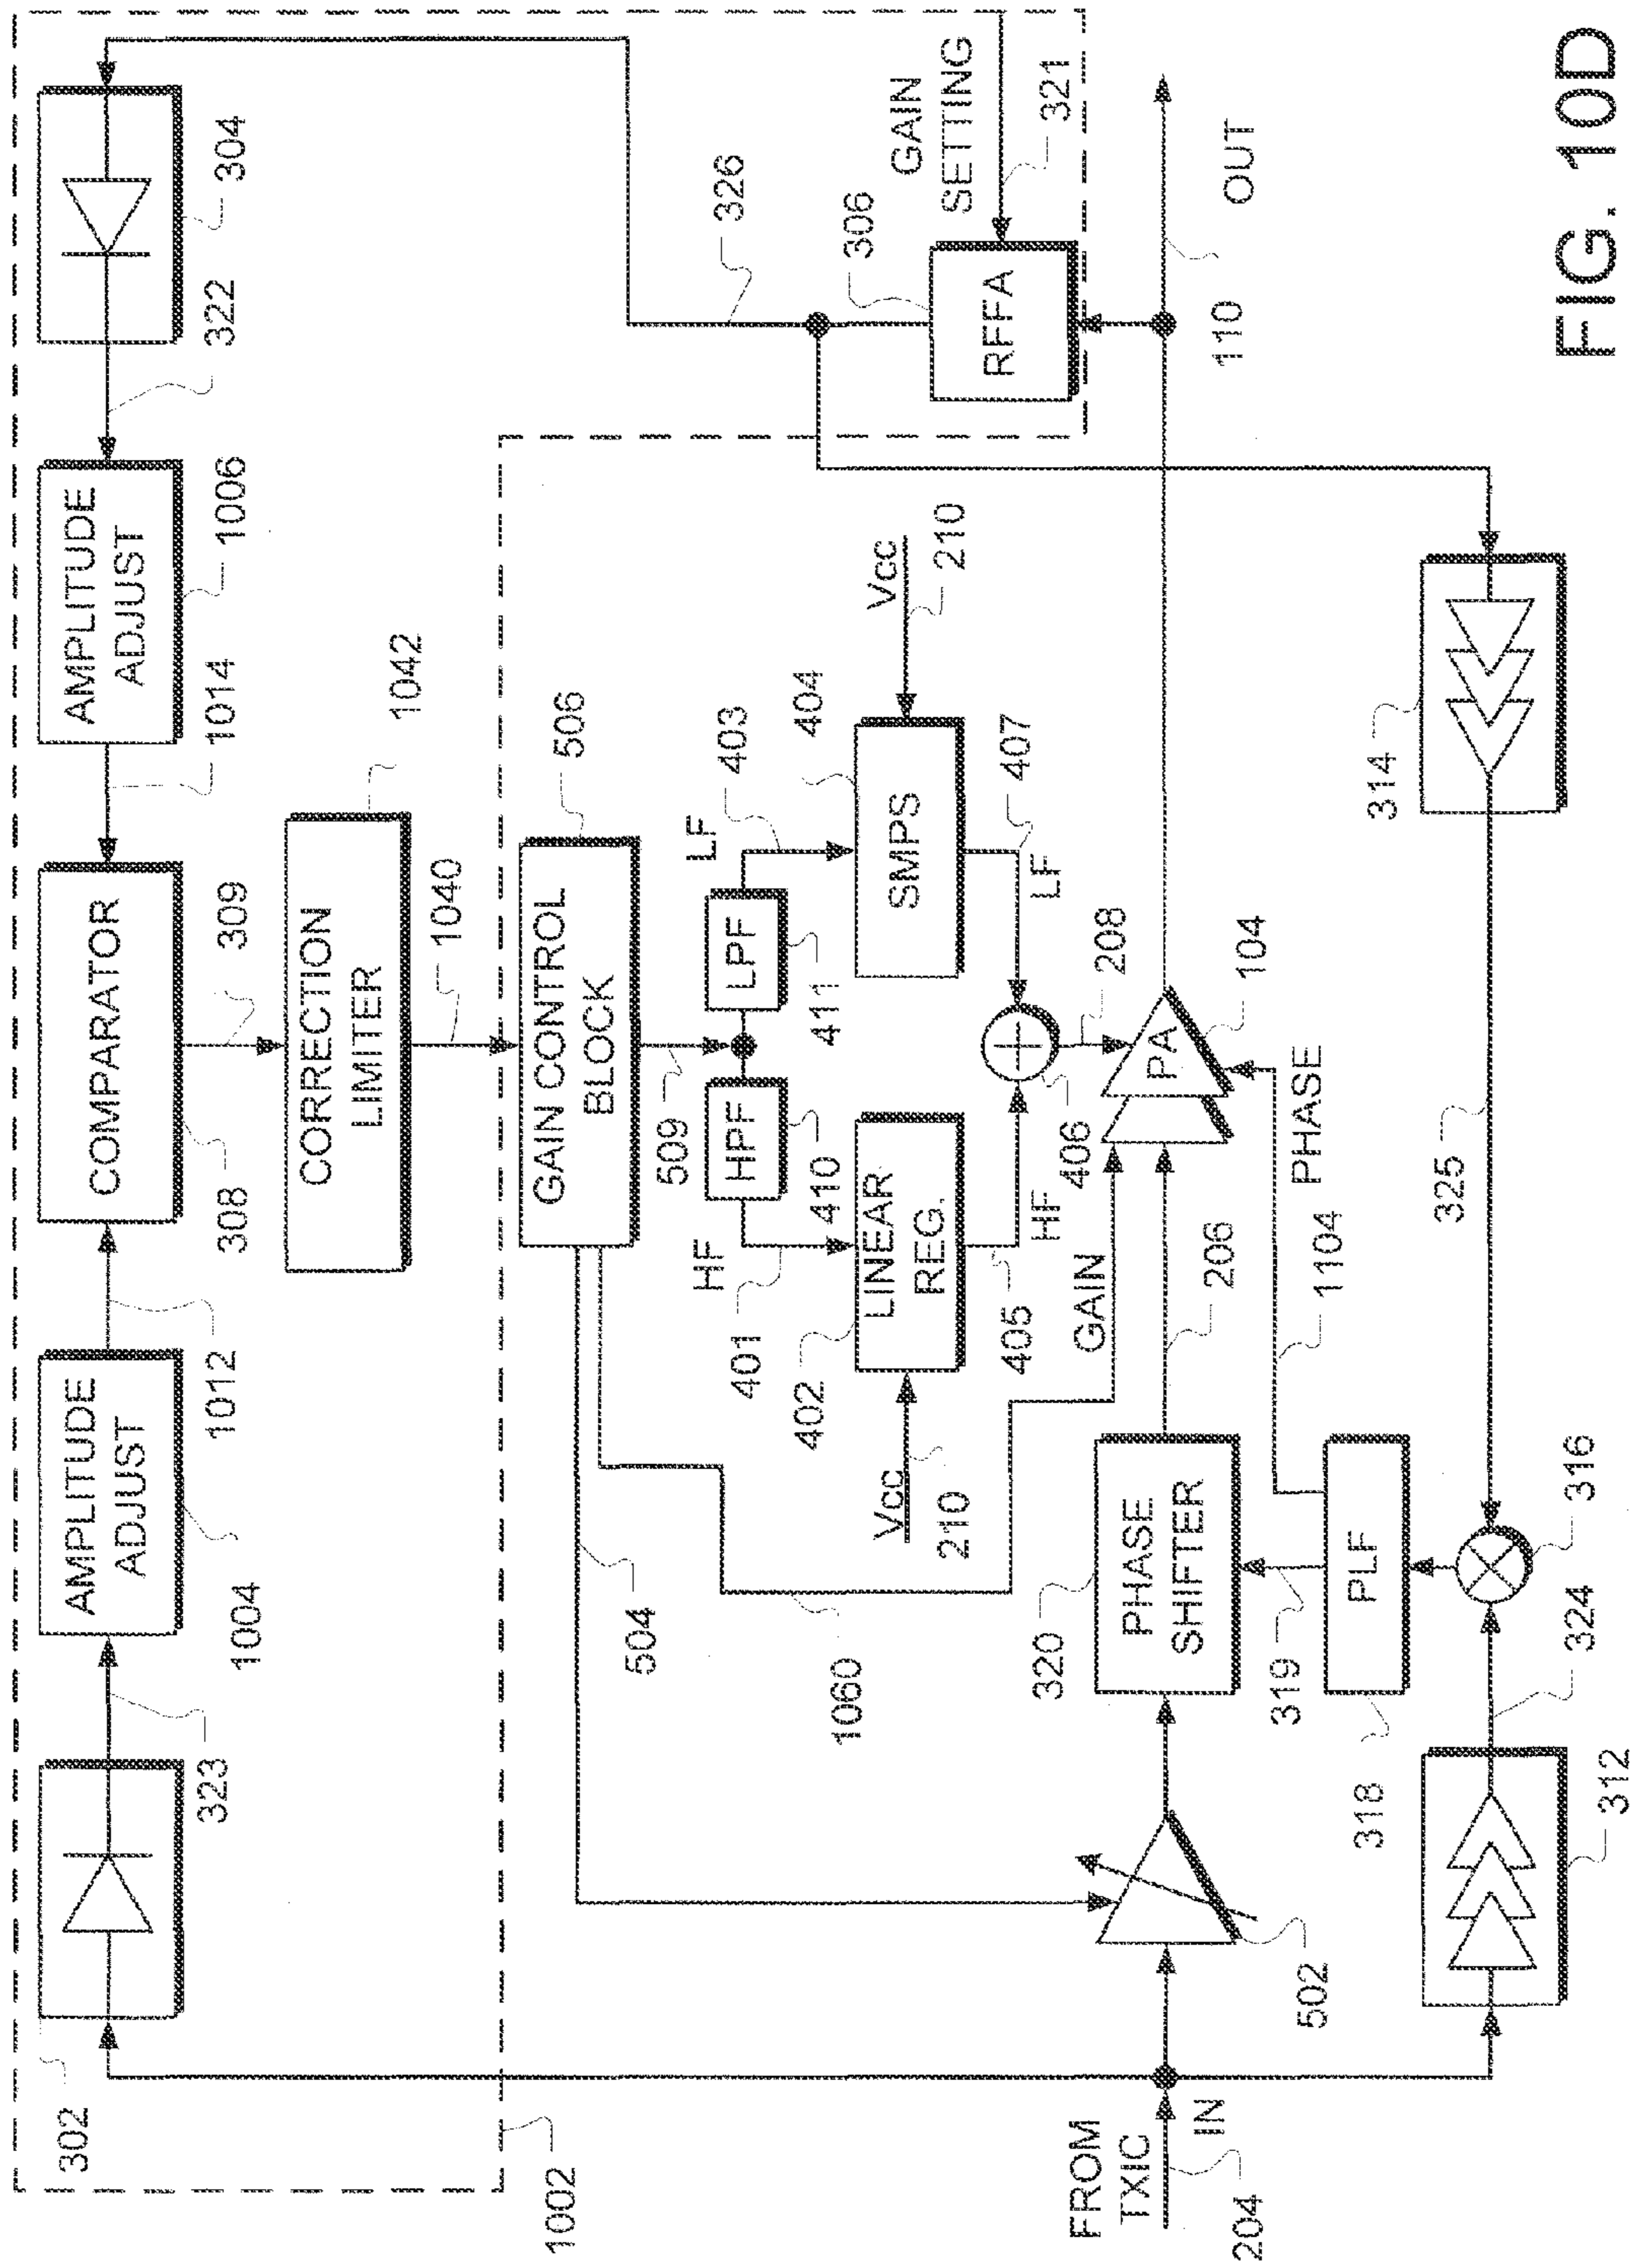 302
323
AMPLITUDE
ADJUST
1004
1012
COMPARATOR
308
309
1014
AMPLITUDE
ADJUST
1006
322
304
CORRECTION
LIMITER
1042
1040
1002
GAIN CONTROL
BLOCK
506
509
504
1060
HF
401
HPF
410
LPF
411
LF
403
402
LINEAR
REG.
Vcc
210
405
HF
SMPS
404
Vcc
210
407
LF
406
208
PA
104
GAIN
206
PHASE
1104
326
306
RFFA
GAIN
SETTING
321
110
OUT
FROM
TXIC
IN
204
502
320
PHASE
SHIFTER
319
PLF
318
316
324
312
325
314
FIG. 10D